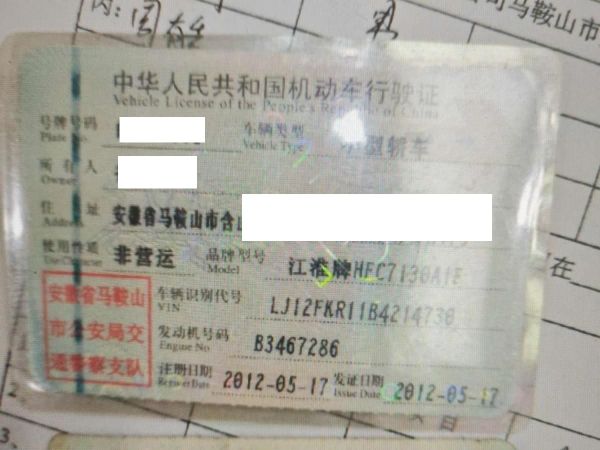 中华人民共和国机动车行驶证
Vehicle License of the People's Republic of China
号牌号码 Plate No. 车辆类型 Vehicle Type 小型轿车
所有人 Owner
住址 Address 安徽省马鞍山市含山
使用性质 Use Character 非营运 品牌型号 Model 江淮牌HFC7130A1F
车辆识别代号 VIN LJ12FKR11B4214730
发动机号码 Engine No. B3467286
注册日期 Register Date 2012-05-17 发证日期 Issue Date 2012-05-17
安徽省马鞍山
市公安局交
通警察支队